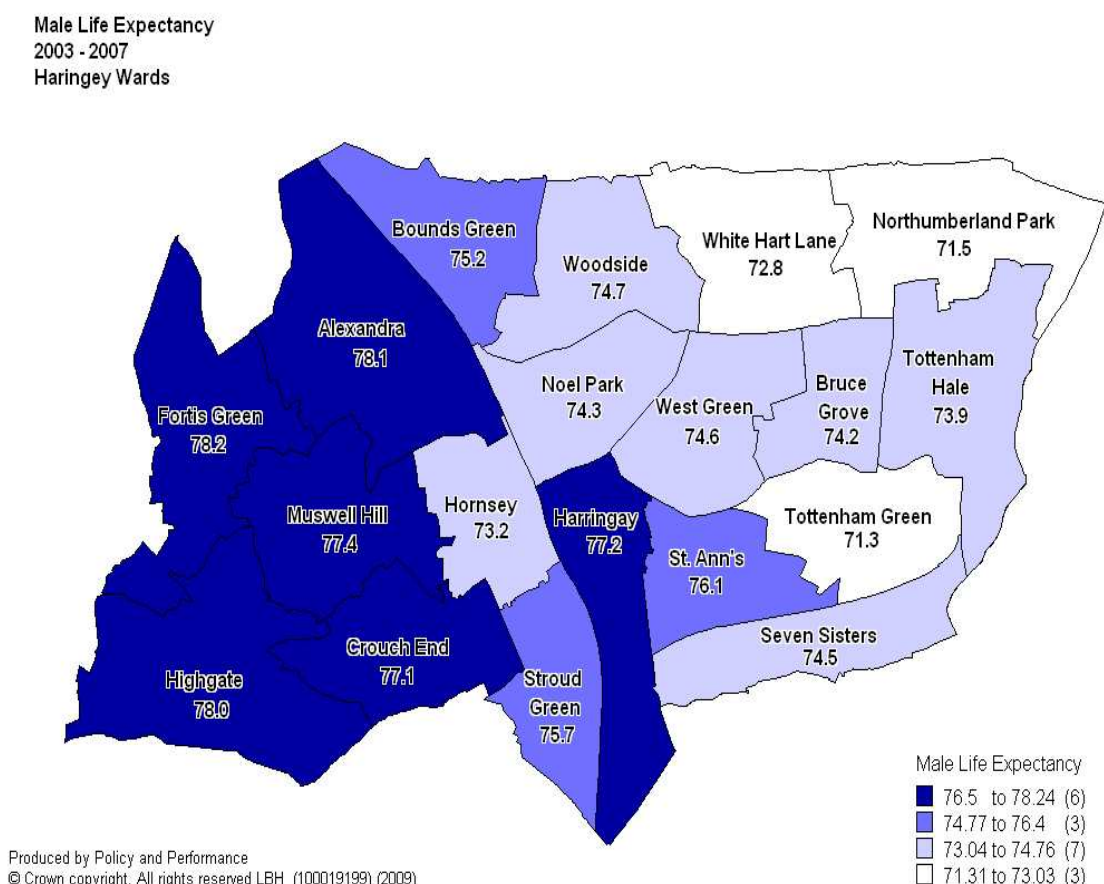 Male Life Expectancy
2003 - 2007
Haringey Wards
Bounds Green
75.2
Woodside
74.7
White Hart Lane
72.8
Northumberland Park
71.5
Alexandra
78.1
Fortis Green
78.2
Noel Park
74.3
West Green
74.6
Bruce
Grove
74.2
Tottenham
Hale
73.9
Muswell Hill
77.4
Hornsey
73.2
Harringay
77.2
St. Ann's
76.1
Tottenham Green
71.3
Seven Sisters
74.5
Crouch End
77.1
Highgate
78.0
Stroud
Green
75.7
Male Life Expectancy
76.5 to 78.24 (6)
74.77 to 76.4 (3)
73.04 to 74.76 (7)
71.31 to 73.03 (3)
Produced by Policy and Performance
© Crown copyright. All rights reserved LBH (100019199) (2009)